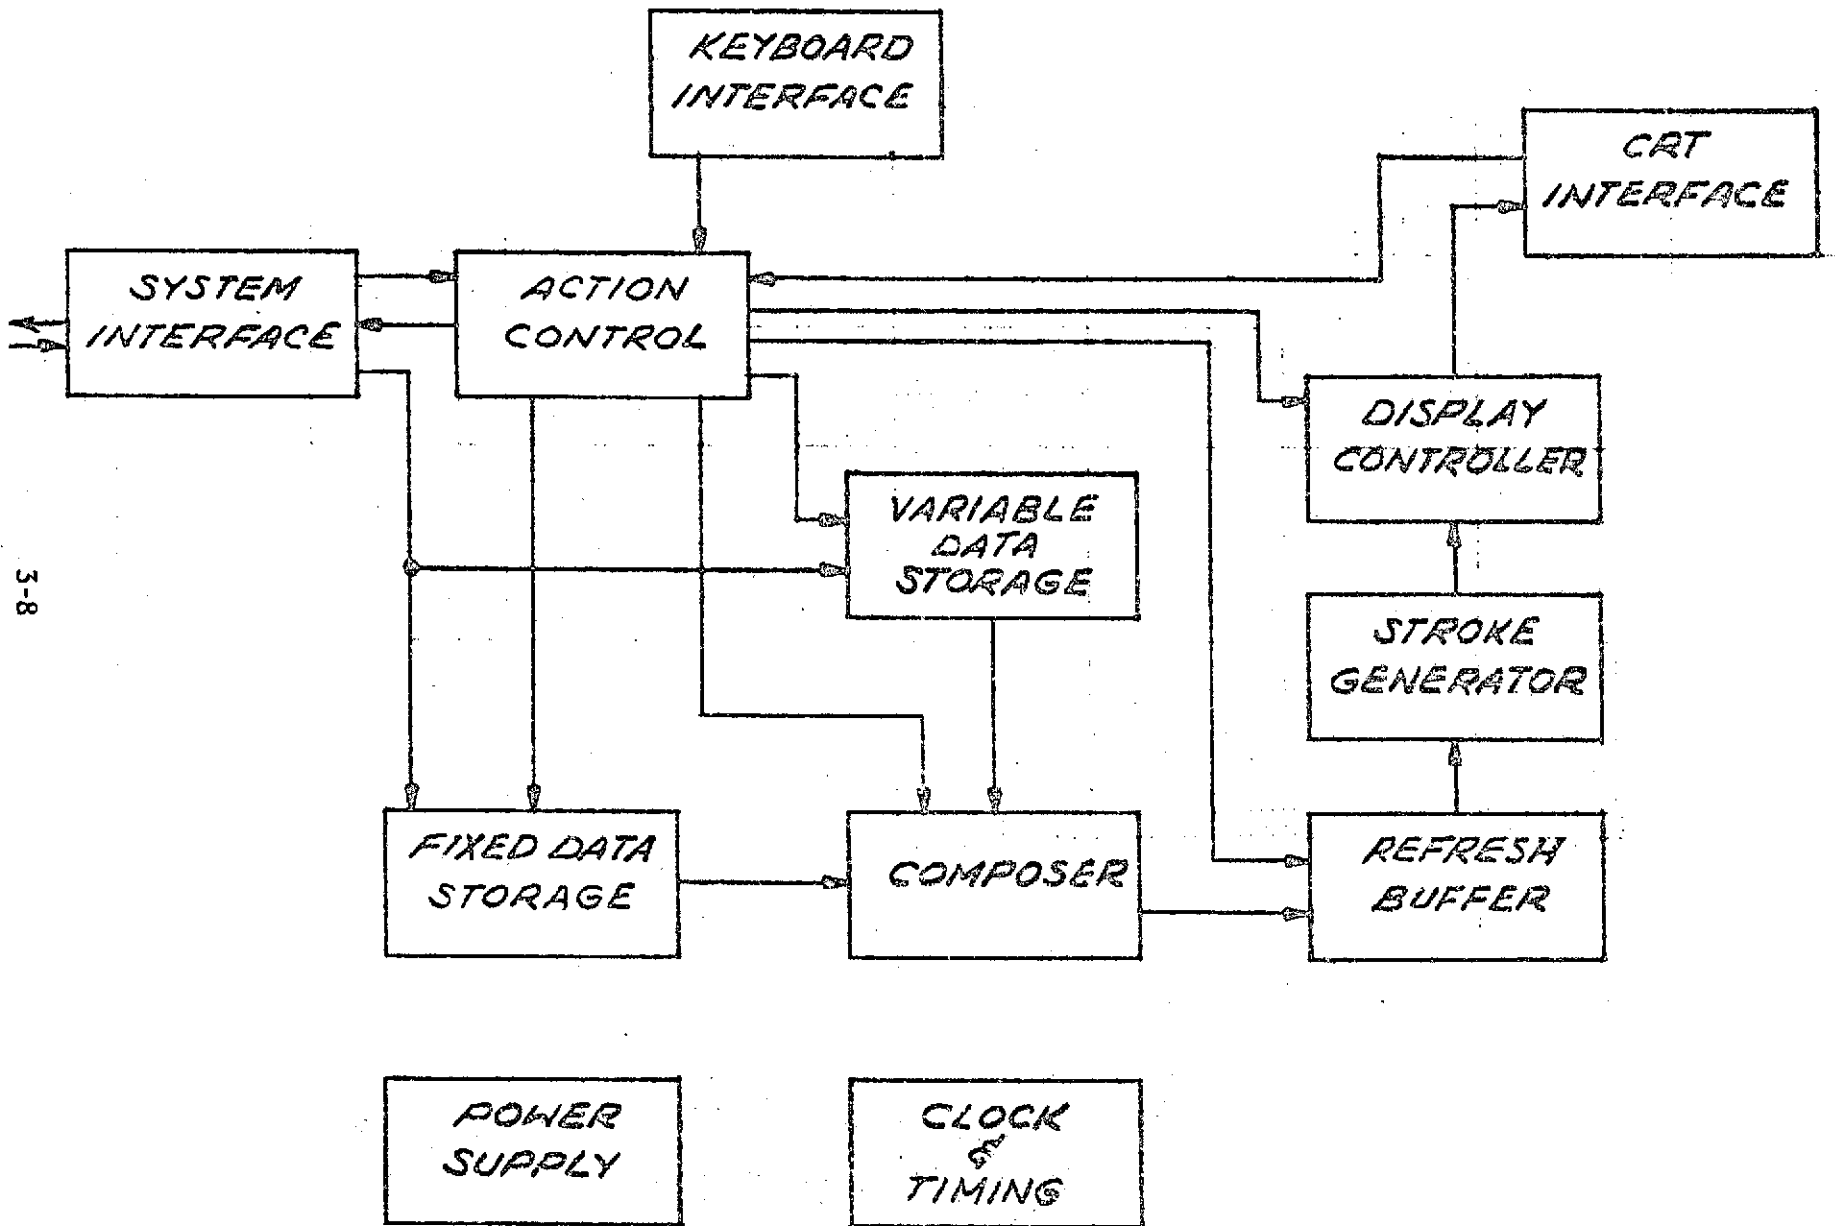 KEYBOARD
INTERFACE
CRT
INTERFACE
SYSTEM
INTERFACE
ACTION
CONTROL
DISPLAY
CONTROLLER
VARIABLE
DATA
STORAGE
STROKE
GENERATOR
FIXED DATA
STORAGE
COMPOSER
REFRESH
BUFFER
POWER
SUPPLY
CLOCK
&
TIMING
3-8